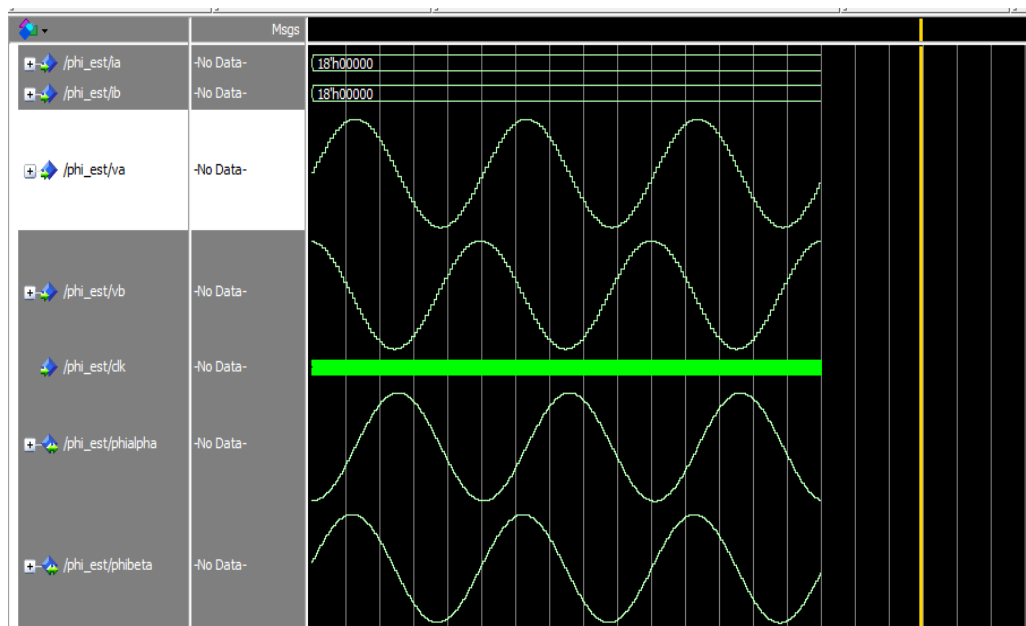 Msgs
/phi_est/ia -No Data- 18'h00000
/phi_est/ib -No Data- 18'h00000
/phi_est/va -No Data-
/phi_est/vb -No Data-
/phi_est/clk -No Data-
/phi_est/phialpha -No Data-
/phi_est/phibeta -No Data-